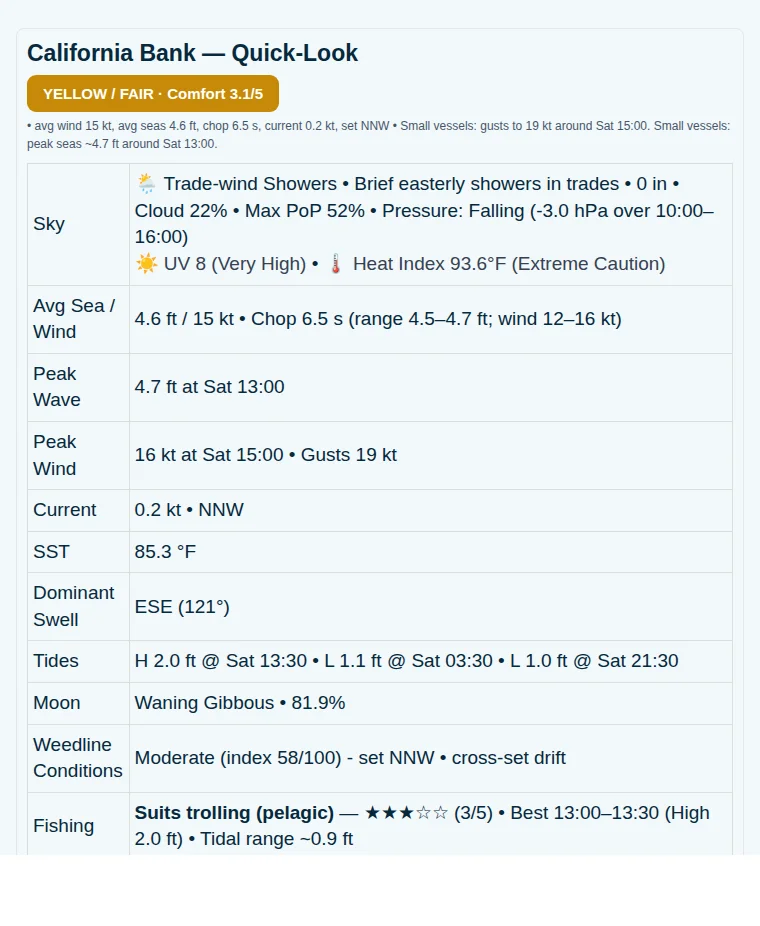 California Bank — Quick-Look
YELLOW / FAIR · Comfort 3.1/5
• avg wind 15 kt, avg seas 4.6 ft, chop 6.5 s, current 0.2 kt, set NNW • Small vessels: gusts to 19 kt around Sat 15:00. Small vessels:
peak seas ~4.7 ft around Sat 13:00.
Sky
🌦️ Trade-wind Showers • Brief easterly showers in trades • 0 in •
Cloud 22% • Max PoP 52% • Pressure: Falling (-3.0 hPa over 10:00–
16:00)
☀️ UV 8 (Very High) • 🌡️ Heat Index 93.6°F (Extreme Caution)
Avg Sea /
Wind
4.6 ft / 15 kt • Chop 6.5 s (range 4.5–4.7 ft; wind 12–16 kt)
Peak
Wave
4.7 ft at Sat 13:00
Peak
Wind
16 kt at Sat 15:00 • Gusts 19 kt
Current
0.2 kt • NNW
SST
85.3 °F
Dominant
Swell
ESE (121°)
Tides
H 2.0 ft @ Sat 13:30 • L 1.1 ft @ Sat 03:30 • L 1.0 ft @ Sat 21:30
Moon
Waning Gibbous • 81.9%
Weedline
Conditions
Moderate (index 58/100) - set NNW • cross-set drift
Fishing
Suits trolling (pelagic) — ★★★☆☆ (3/5) • Best 13:00–13:30 (High
2.0 ft) • Tidal range ~0.9 ft